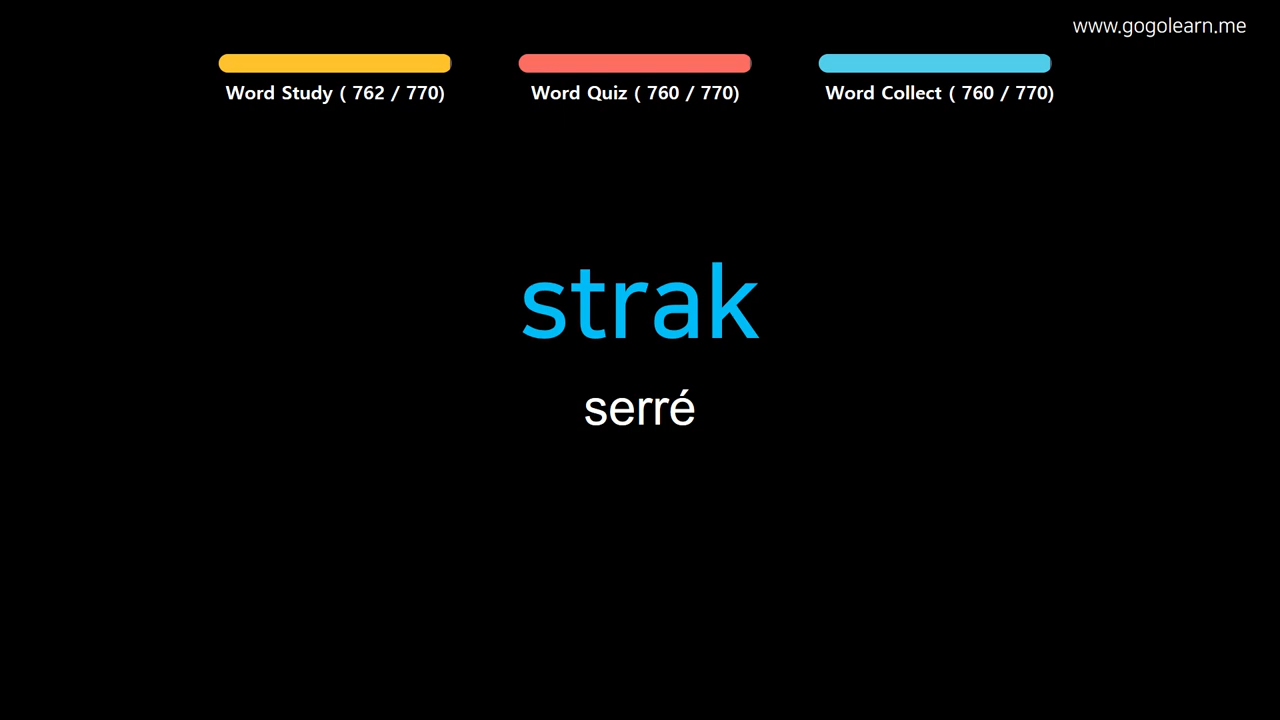 www.gogolearn.me
Word Study ( 762 / 770)
Word Quiz ( 760 / 770)
Word Collect ( 760 / 770)
strak
serré